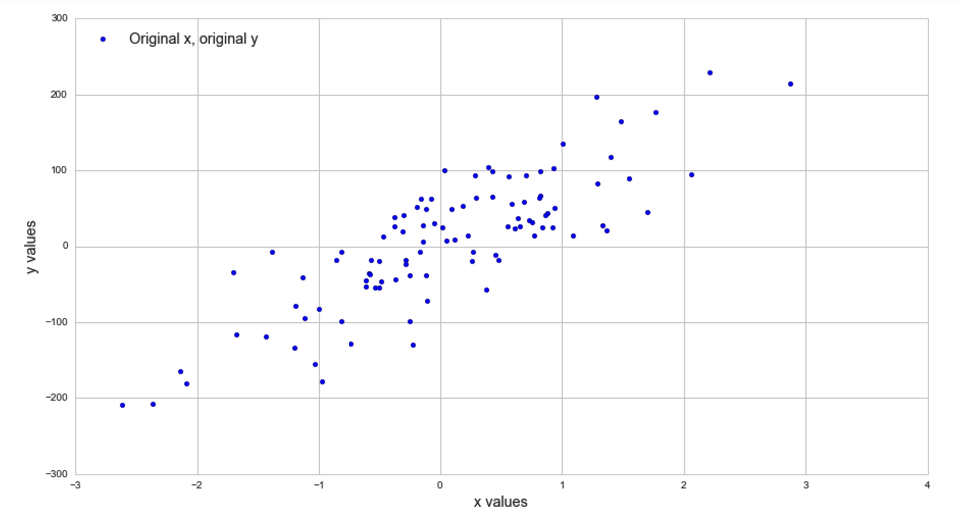 300
Original x, original y
200
100
0
−100
−200
−300
y values
−3 −2 −1 0 1 2 3 4
x values